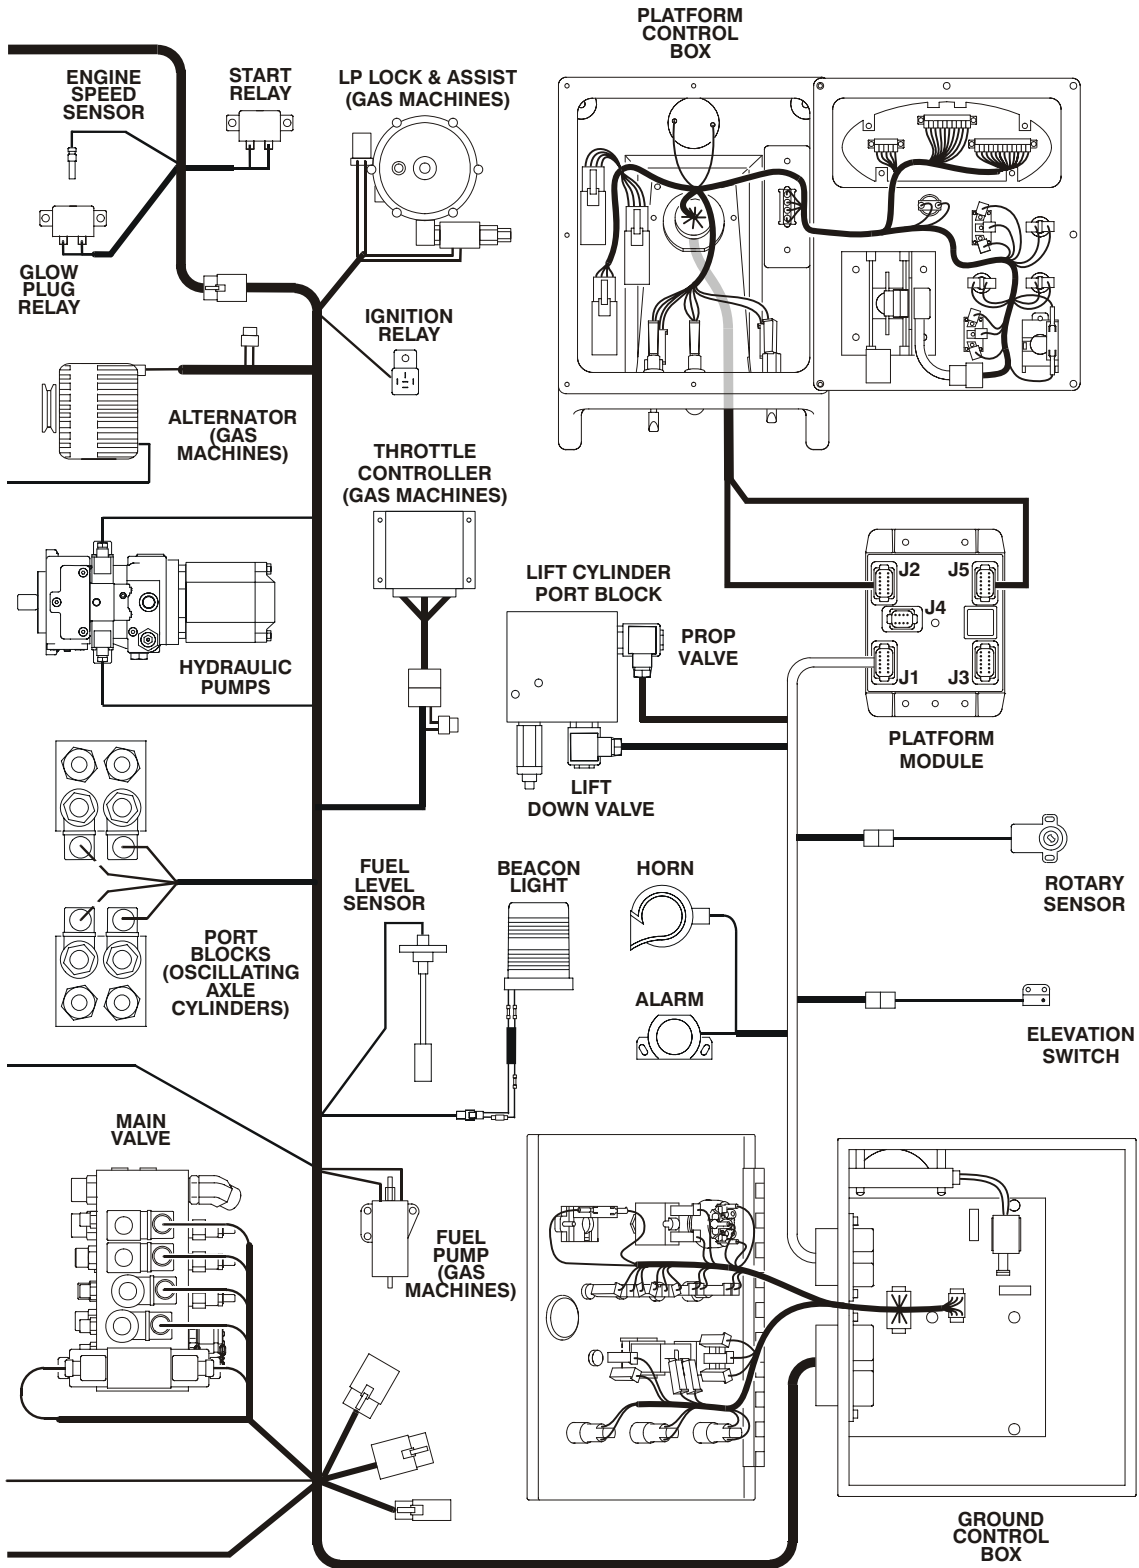 PLATFORM
CONTROL
BOX
ENGINE
SPEED
SENSOR
START
RELAY
LP LOCK & ASSIST
(GAS MACHINES)
GLOW
PLUG
RELAY
IGNITION
RELAY
ALTERNATOR
(GAS
MACHINES)
THROTTLE
CONTROLLER
(GAS MACHINES)
LIFT CYLINDER
PORT BLOCK
PROP
VALVE
J2
J5
J4
J1
J3
PLATFORM
MODULE
HYDRAULIC
PUMPS
LIFT
DOWN VALVE
FUEL
LEVEL
SENSOR
BEACON
LIGHT
HORN
ROTARY
SENSOR
PORT
BLOCKS
(OSCILLATING
AXLE
CYLINDERS)
ALARM
ELEVATION
SWITCH
MAIN
VALVE
FUEL
PUMP
(GAS
MACHINES)
GROUND
CONTROL
BOX